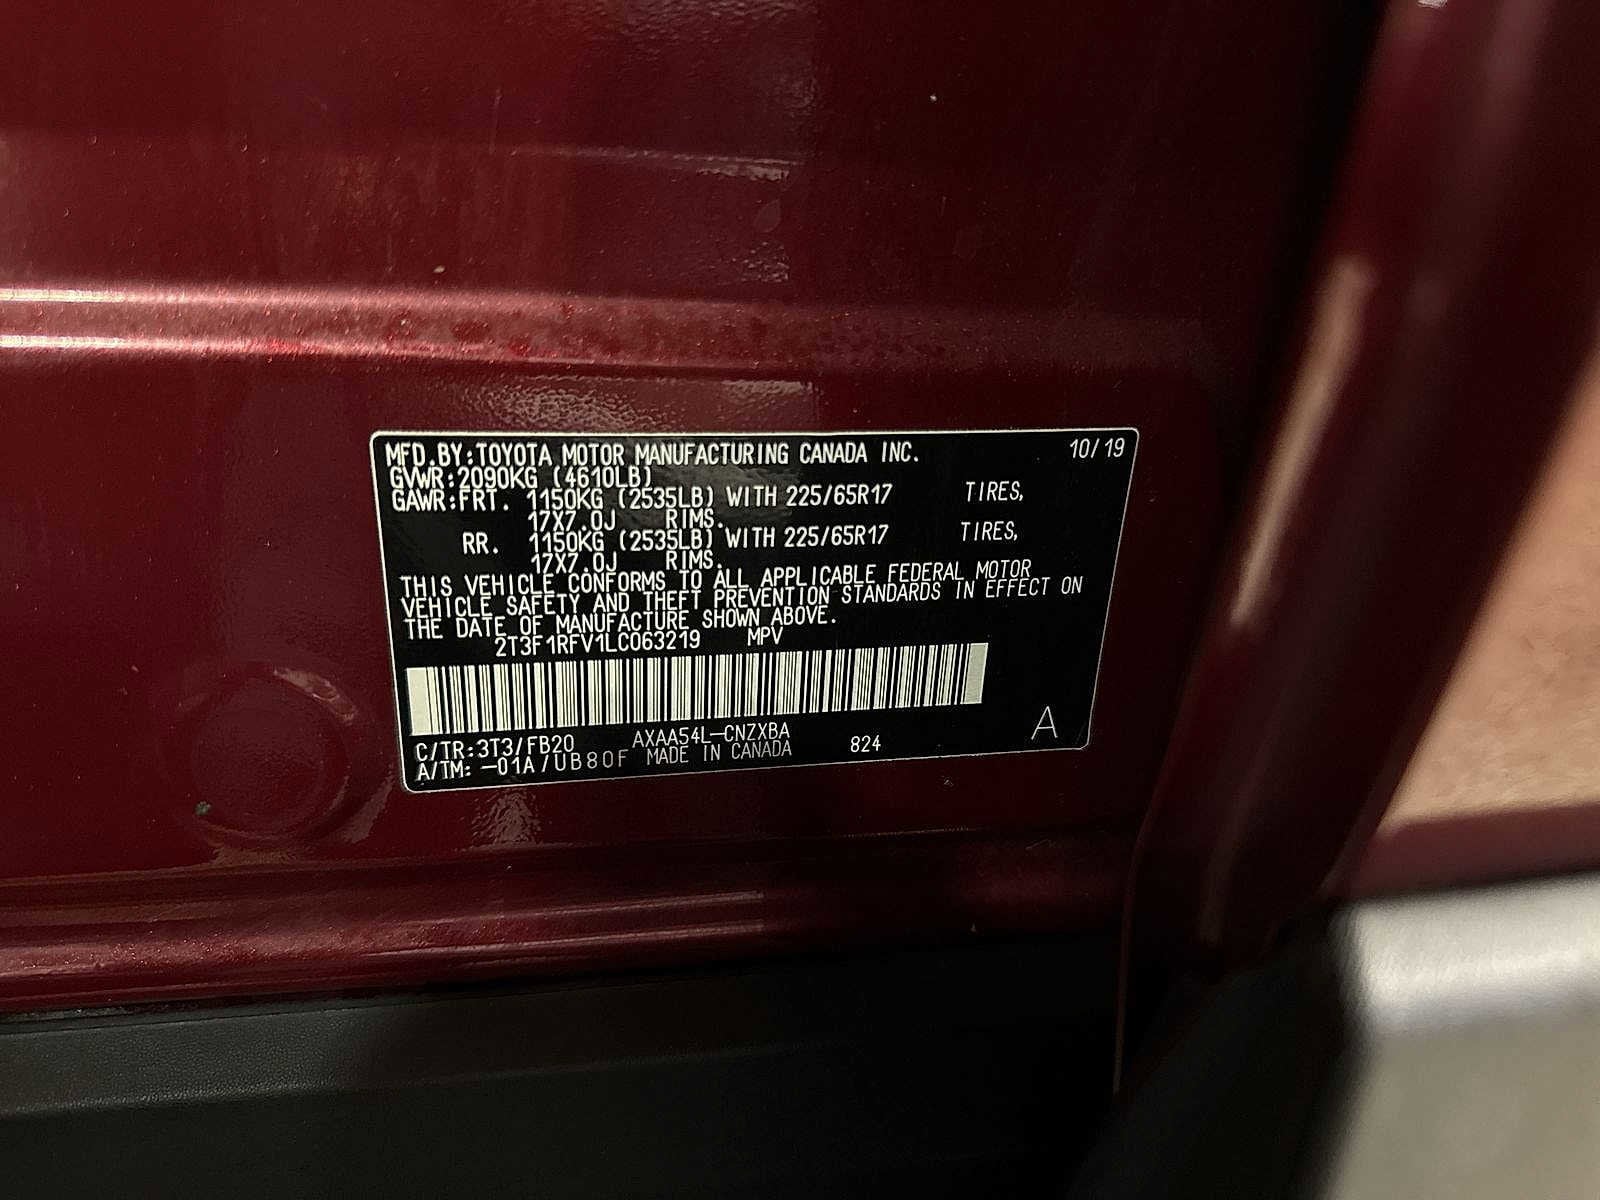 MFD.BY:TOYOTA MOTOR MANUFACTURING CANADA INC. 10/19
GVWR:2090KG (4610LB)
GAWR:FRT. 1150KG (2535LB) WITH 225/65R17 TIRES,
17X7.0J RIMS.
RR. 1150KG (2535LB) WITH 225/65R17 TIRES,
17X7.0J RIMS.
THIS VEHICLE CONFORMS TO ALL APPLICABLE FEDERAL MOTOR
VEHICLE SAFETY AND THEFT PREVENTION STANDARDS IN EFFECT ON
THE DATE OF MANUFACTURE SHOWN ABOVE.
2T3F1RFV1LC063219 MPV
C/TR:3T3/FB20 AXAA54L-CNZXBA
A/TM:-01A/UB80F MADE IN CANADA 824 A